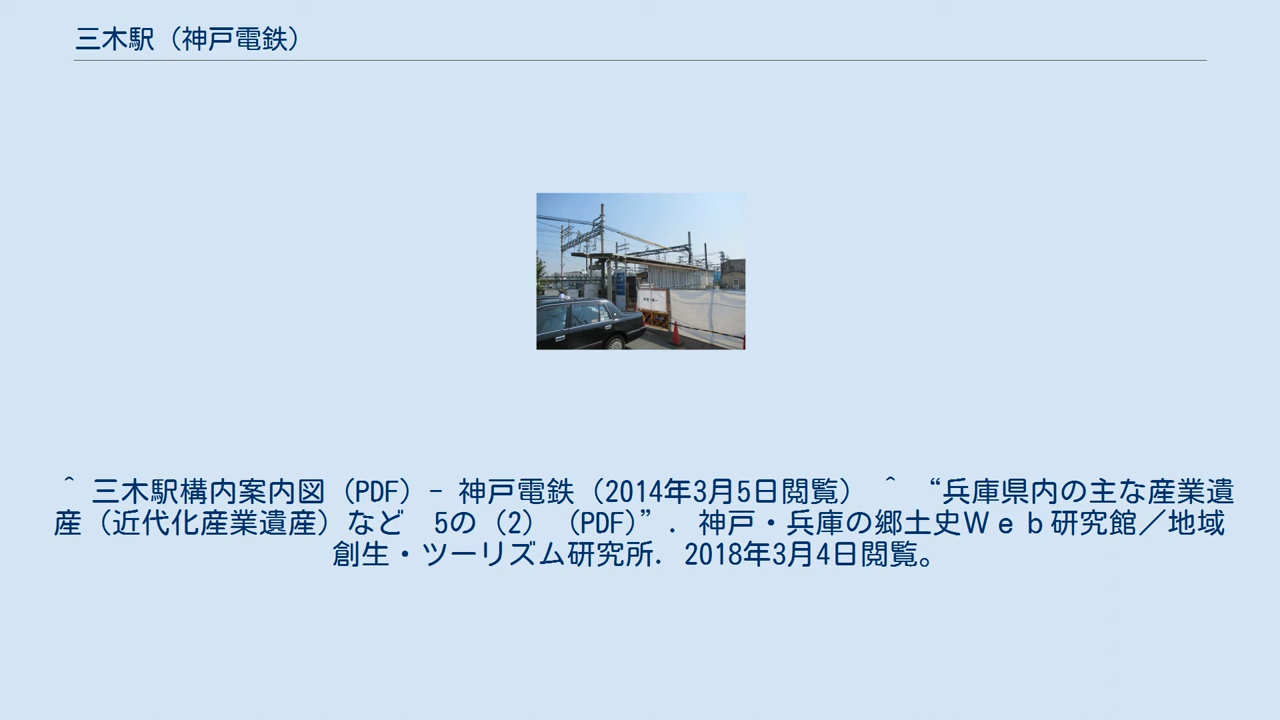 三木駅（神戸電鉄）
^ 三木駅構内案内図（PDF）- 神戸電鉄（2014年3月5日閲覧） ^ “兵庫県内の主な産業遺
産（近代化産業遺産）など　5の（2）（PDF）”. 神戸・兵庫の郷土史Ｗｅｂ研究館／地域
創生・ツーリズム研究所. 2018年3月4日閲覧。